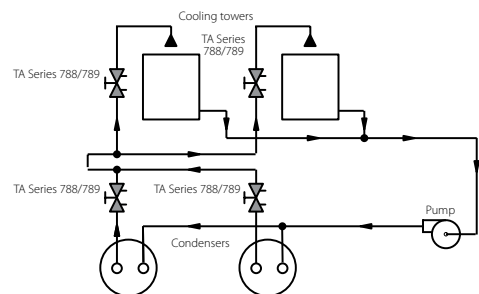 Cooling towers
TA Series
788/789
TA Series 788/789
TA Series 788/789
TA Series 788/789
Pump
Condensers